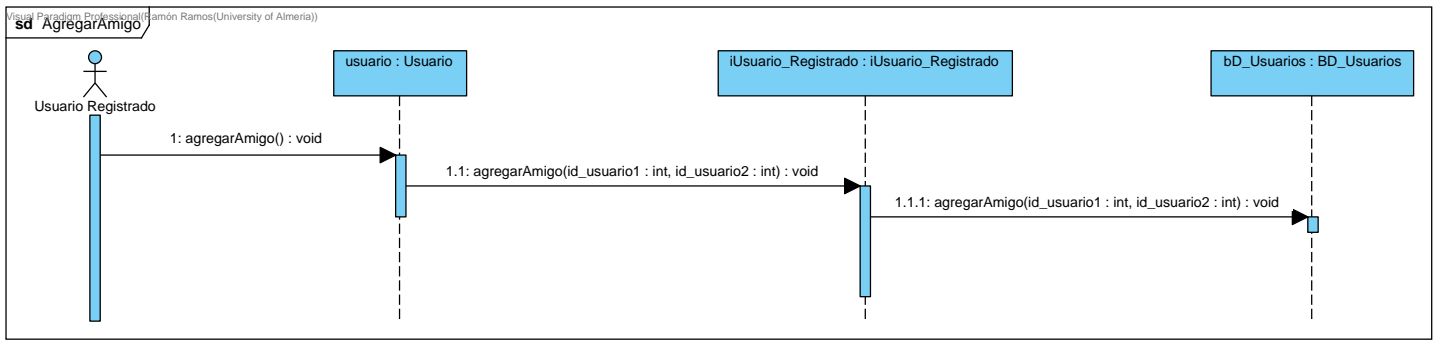 Visual Paradigm Professional(Ramón Ramos(University of Almeria))
sd AgregarAmigo
usuario : Usuario
iUsuario_Registrado : iUsuario_Registrado
bD_Usuarios : BD_Usuarios
Usuario Registrado
1: agregarAmigo() : void
1.1: agregarAmigo(id_usuario1 : int, id_usuario2 : int) : void
1.1.1: agregarAmigo(id_usuario1 : int, id_usuario2 : int) : void